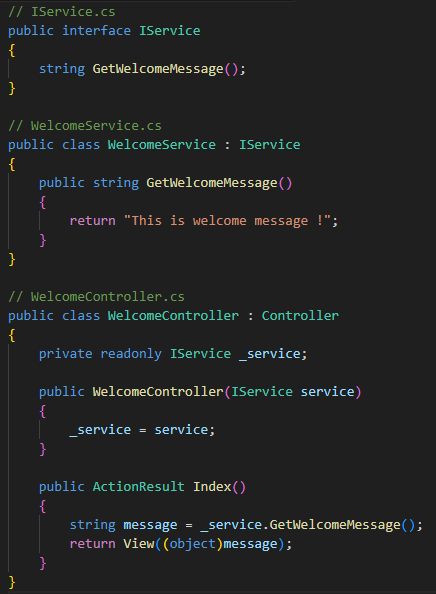 // IService.cs
public interface IService
{
    string GetWelcomeMessage();
}
// WelcomeService.cs
public class WelcomeService : IService
{
    public string GetWelcomeMessage()
    {
        return "This is welcome message !";
    }
}
// WelcomeController.cs
public class WelcomeController : Controller
{
    private readonly IService _service;
    public WelcomeController(IService service)
    {
        _service = service;
    }
    public ActionResult Index()
    {
        string message = _service.GetWelcomeMessage();
        return View((object)message);
    }
}